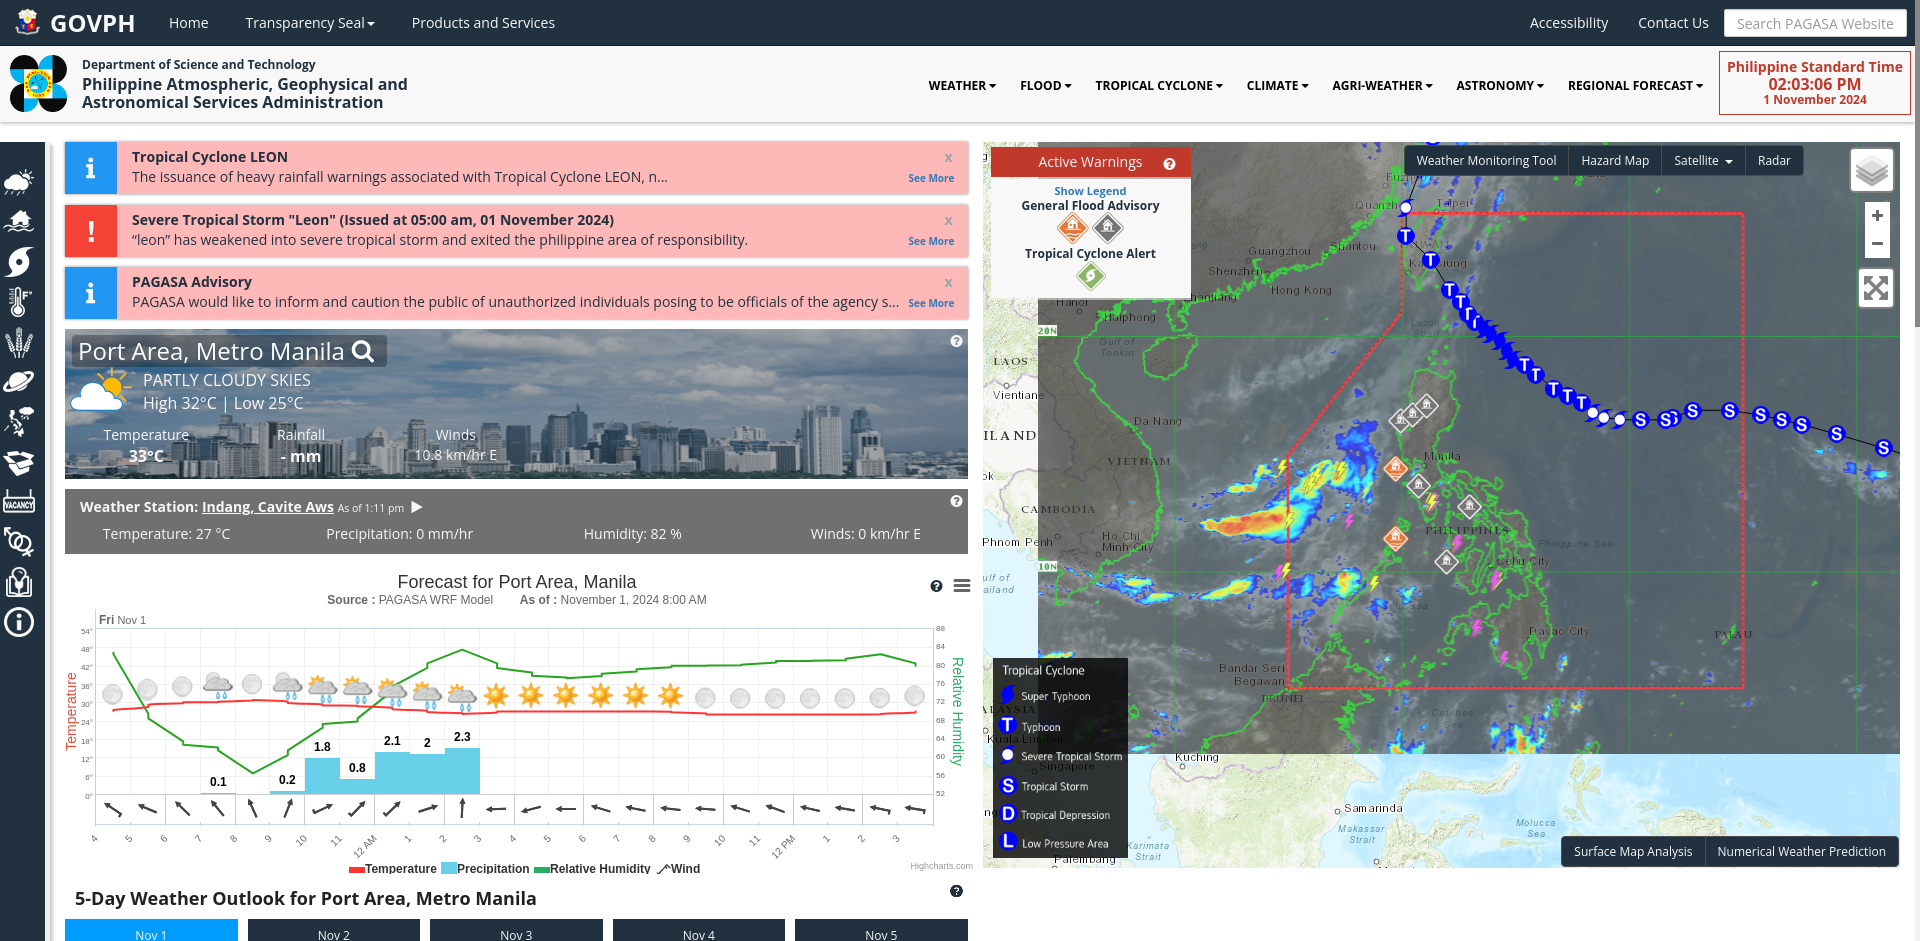 GOVPH
Home
Transparency Seal
Products and Services
Accessibility
Contact Us
Search PAGASA Website
Department of Science and Technology
Philippine Atmospheric, Geophysical and
Astronomical Services Administration
WEATHER
FLOOD
TROPICAL CYCLONE
CLIMATE
AGRI-WEATHER
ASTRONOMY
REGIONAL FORECAST
Philippine Standard Time
02:03:06 PM
1 November 2024
Tropical Cyclone LEON
x
The issuance of heavy rainfall warnings associated with Tropical Cyclone LEON, n...
See More
Severe Tropical Storm "Leon" (Issued at 05:00 am, 01 November 2024)
x
“leon” has weakened into severe tropical storm and exited the philippine area of responsibility.
See More
PAGASA Advisory
x
PAGASA would like to inform and caution the public of unauthorized individuals posing to be officials of the agency s...
See More
Port Area, Metro Manila
PARTLY CLOUDY SKIES
High 32°C | Low 25°C
Temperature
33°C
Rainfall
- mm
Winds
10.8 km/hr E
Weather Station: Indang, Cavite Aws As of 1:11 pm
Temperature: 27 °C
Precipitation: 0 mm/hr
Humidity: 82 %
Winds: 0 km/hr E
Forecast for Port Area, Manila
Source : PAGASA WRF Model As of : November 1, 2024 8:00 AM
Fri Nov 1
54°
48°
42°
36°
30°
24°
18°
12°
6°
0°
Temperature
88
84
80
76
72
68
64
60
56
52
Relative Humidity
0.1
0.2
1.8
0.8
2.1
2
2.3
4
5
6
7
8
9
10
11
12 AM
1
2
3
4
5
6
7
8
9
10
11
12 PM
1
2
3
Temperature
Precipitation
Relative Humidity
Wind
Highcharts.com
5-Day Weather Outlook for Port Area, Metro Manila
Nov 1
Nov 2
Nov 3
Nov 4
Nov 5
Active Warnings
Show Legend
General Flood Advisory
Tropical Cyclone Alert
Weather Monitoring Tool
Hazard Map
Satellite
Radar
+
−
Quanzh
Taipei
Guangzhou
Shantou
Shenzhen
Hong Kong
Zhanjiang
Hanoi
Haiphong
20N
Gulf of
Tonkin
Luzon
Strait
LAOS
Vientiane
Da Nang
ILAND
VIETNAM
Manila
CAMBODIA
Phnom Penh
Ho Chi
Minh City
PHILIPPINES
Philippine Sea
Cebu City
10N
ulf of
ailand
Davao City
PALAU
Bandar Seri
Begawan
BRUNEI
Celebes
Sea
Tropical Cyclone
Super Typhoon
T Typhoon
Severe Tropical Storm
S Tropical Storm
D Tropical Depression
L Low Pressure Area
Kuala Lumpur
Singapore
Kuching
Samarinda
Makassar
Strait
Molucca
Sea
Karimata
Strait
Palembang
Surface Map Analysis
Numerical Weather Prediction